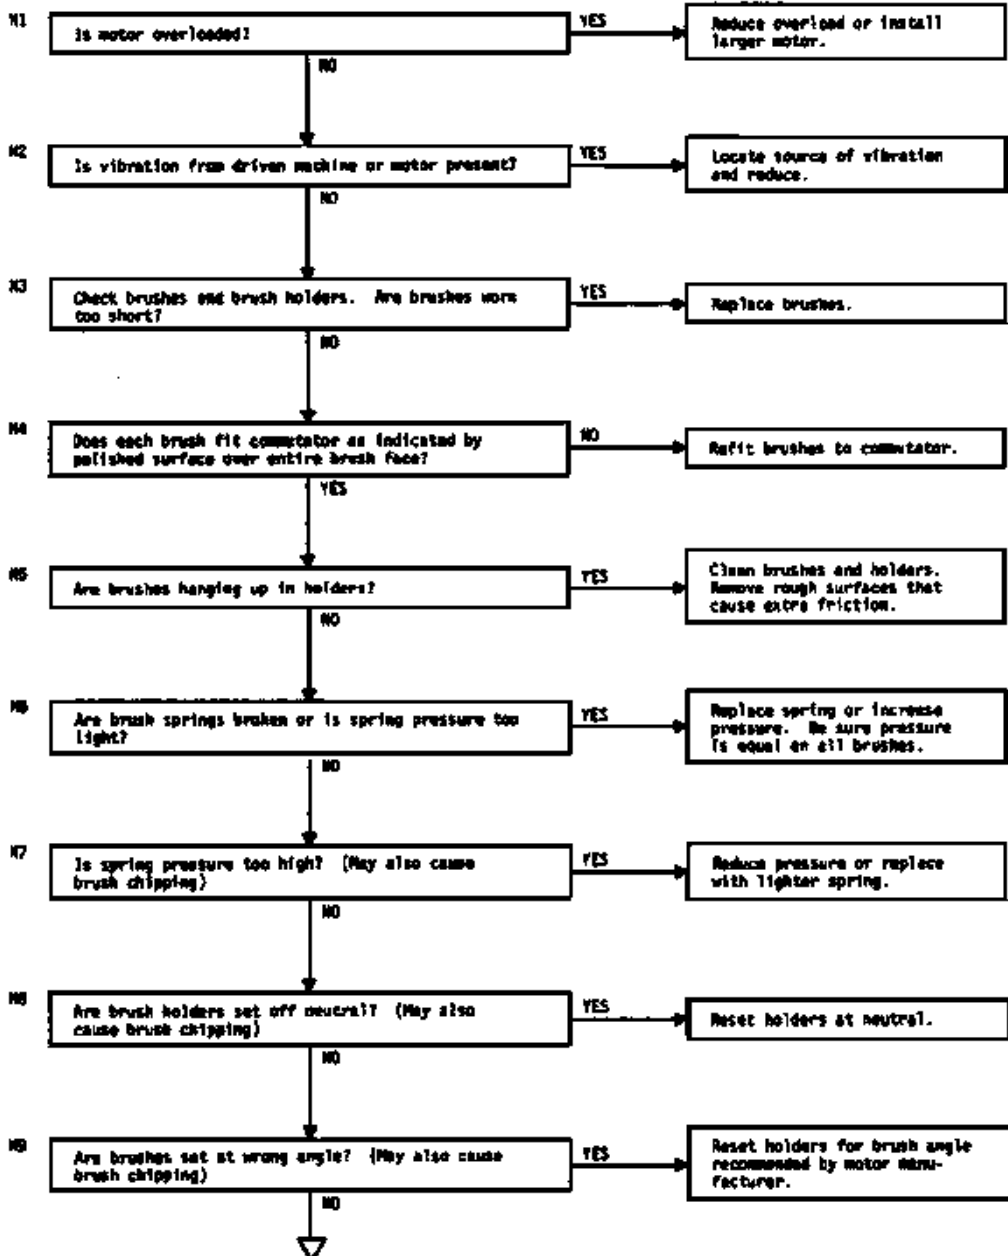 M1
Is motor overloaded?
YES
Reduce overload or install
larger motor.
NO
M2
Is vibration from driven machine or motor present?
YES
Locate source of vibration
and reduce.
NO
M3
Check brushes and brush holders. Are brushes worn
too short?
YES
Replace brushes.
NO
M4
Does each brush fit commutator as indicated by
polished surface over entire brush face?
NO
Refit brushes to commutator.
YES
M5
Are brushes hanging up in holders?
YES
Clean brushes and holders.
Remove rough surfaces that
cause extra friction.
NO
M6
Are brush springs broken or is spring pressure too
light?
YES
Replace spring or increase
pressure. Be sure pressure
is equal on all brushes.
NO
M7
Is spring pressure too high? (May also cause
brush chipping)
YES
Reduce pressure or replace
with lighter spring.
NO
M8
Are brush holders set off neutral? (May also
cause brush chipping)
YES
Reset holders at neutral.
NO
M9
Are brushes set at wrong angle? (May also cause
brush chipping)
YES
Reset holders for brush angle
recommended by motor manu-
facturer.
NO